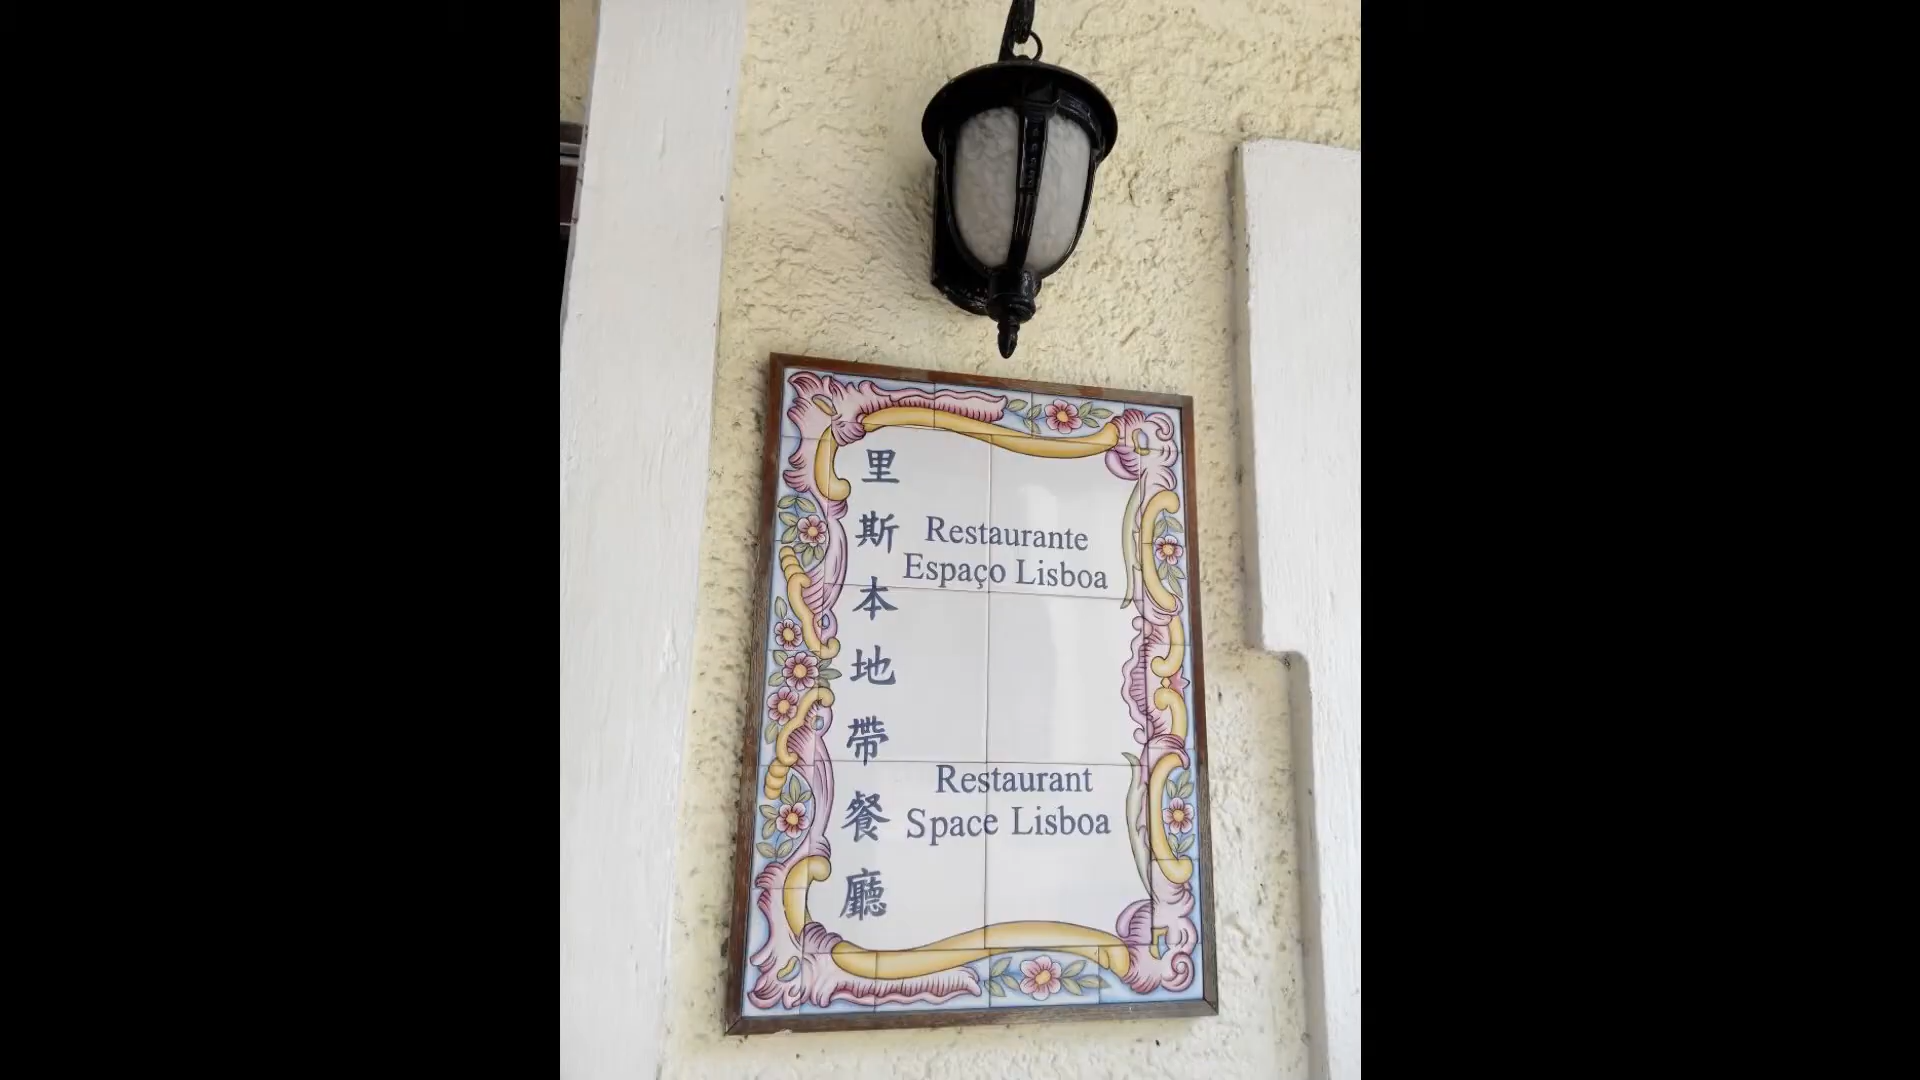 里斯本地帶餐廳
Restaurante
Espaço Lisboa
Restaurant
Space Lisboa